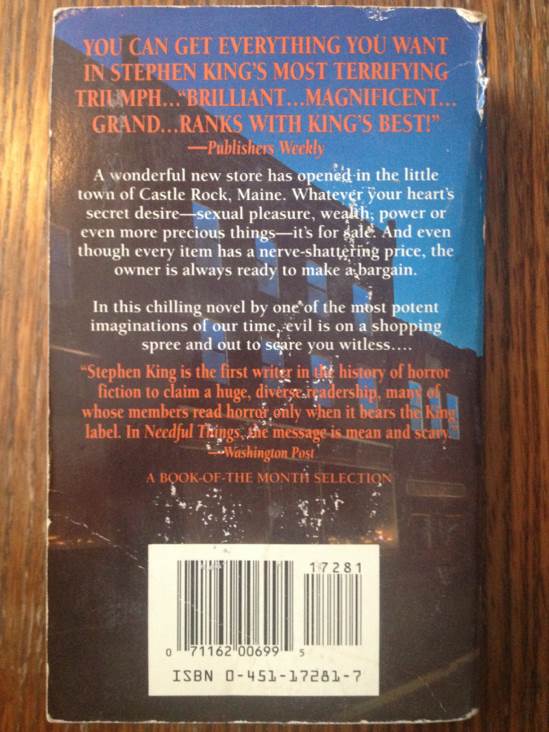 YOU CAN GET EVERYTHING YOU WANT
IN STEPHEN KING'S MOST TERRIFYING
TRIUMPH..."BRILLIANT...MAGNIFICENT...
GRAND...RANKS WITH KING'S BEST!"
—Publishers Weekly
A wonderful new store has opened in the little
town of Castle Rock, Maine. Whatever your heart's
secret desire—sexual pleasure, wealth, power or
even more precious things—it's for sale. And even
though every item has a nerve-shattering price, the
owner is always ready to make a bargain.
In this chilling novel by one of the most potent
imaginations of our time, evil is on a shopping
spree and out to scare you witless....
"Stephen King is the first writer in the history of horror
fiction to claim a huge, diverse readership, many of
whose members read horror only when it bears the King
label. In Needful Things, the message is mean and scary."
—Washington Post
A BOOK-OF-THE MONTH SELECTION
17281
0 71162 00699 5
ISBN 0-451-17281-7